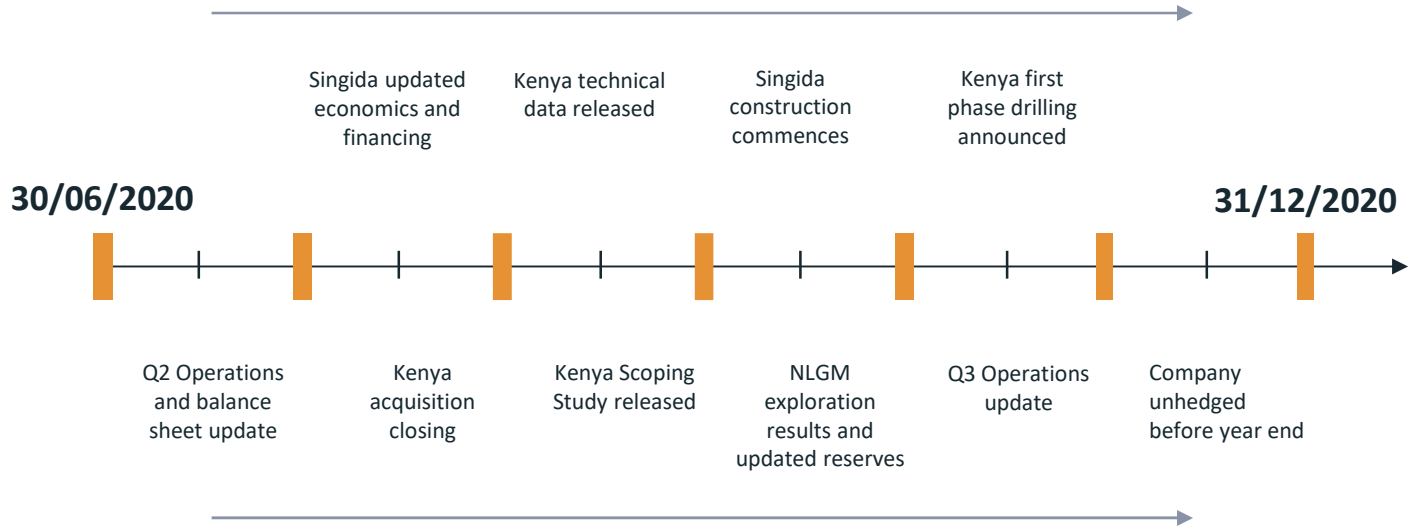 Singida updated
economics and
financing
Kenya technical
data released
Singida
construction
commences
Kenya first
phase drilling
announced
30/06/2020
31/12/2020
Q2 Operations
and balance
sheet update
Kenya
acquisition
closing
Kenya Scoping
Study released
NLGM
exploration
results and
updated reserves
Q3 Operations
update
Company
unhedged
before year end